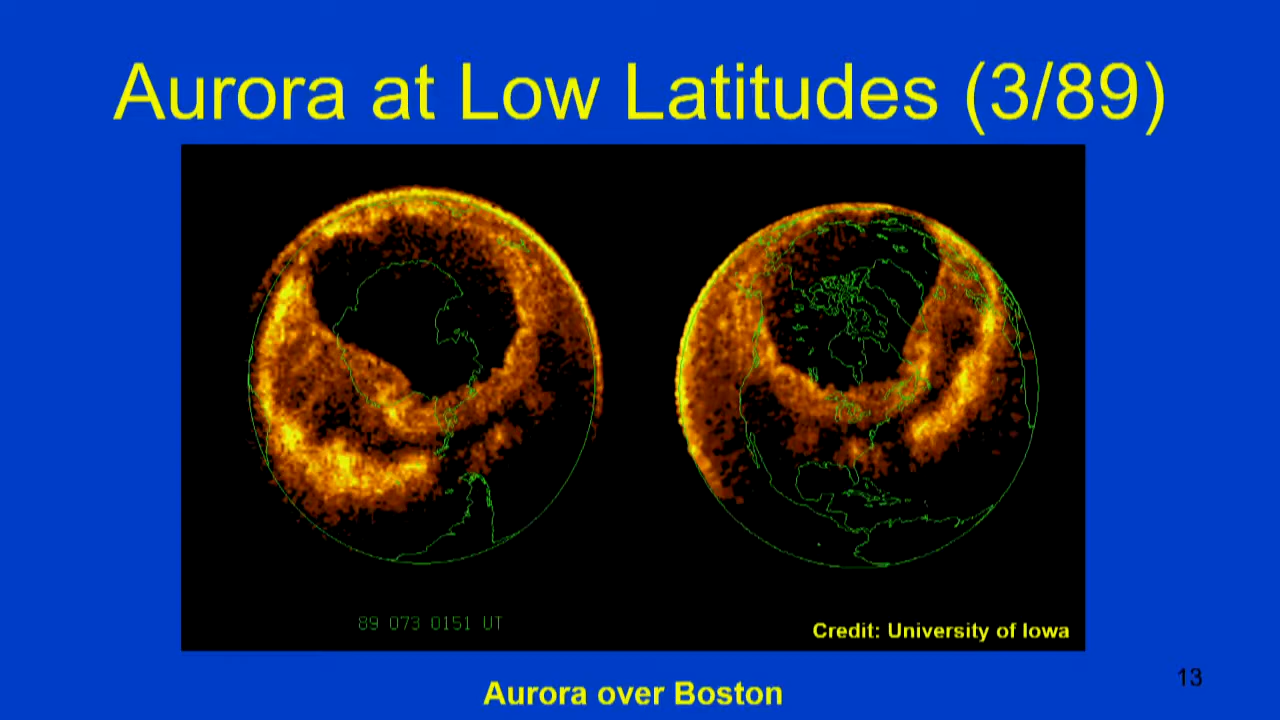 Aurora at Low Latitudes (3/89)
89 073 0151 UT
Credit: University of Iowa
Aurora over Boston
13